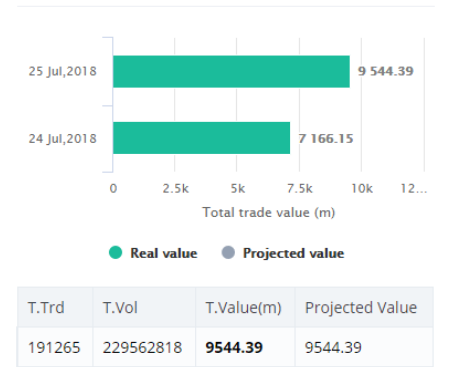 25 Jul,2018
9 544.39
24 Jul,2018
7 166.15
0 2.5k 5k 7.5k 10k 12...
Total trade value (m)
Real value Projected value
T.Trd T.Vol T.Value(m) Projected Value
191265 229562818 9544.39 9544.39